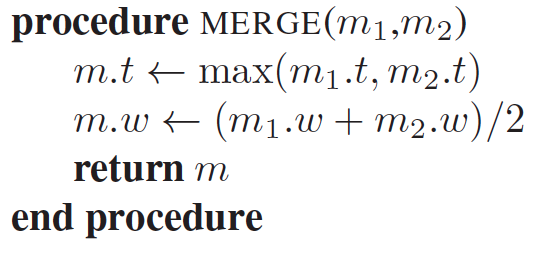 procedure MERGE(m₁,m₂)
m.t ← max(m₁.t, m₂.t)
m.w ← (m₁.w + m₂.w)/2
return m
end procedure